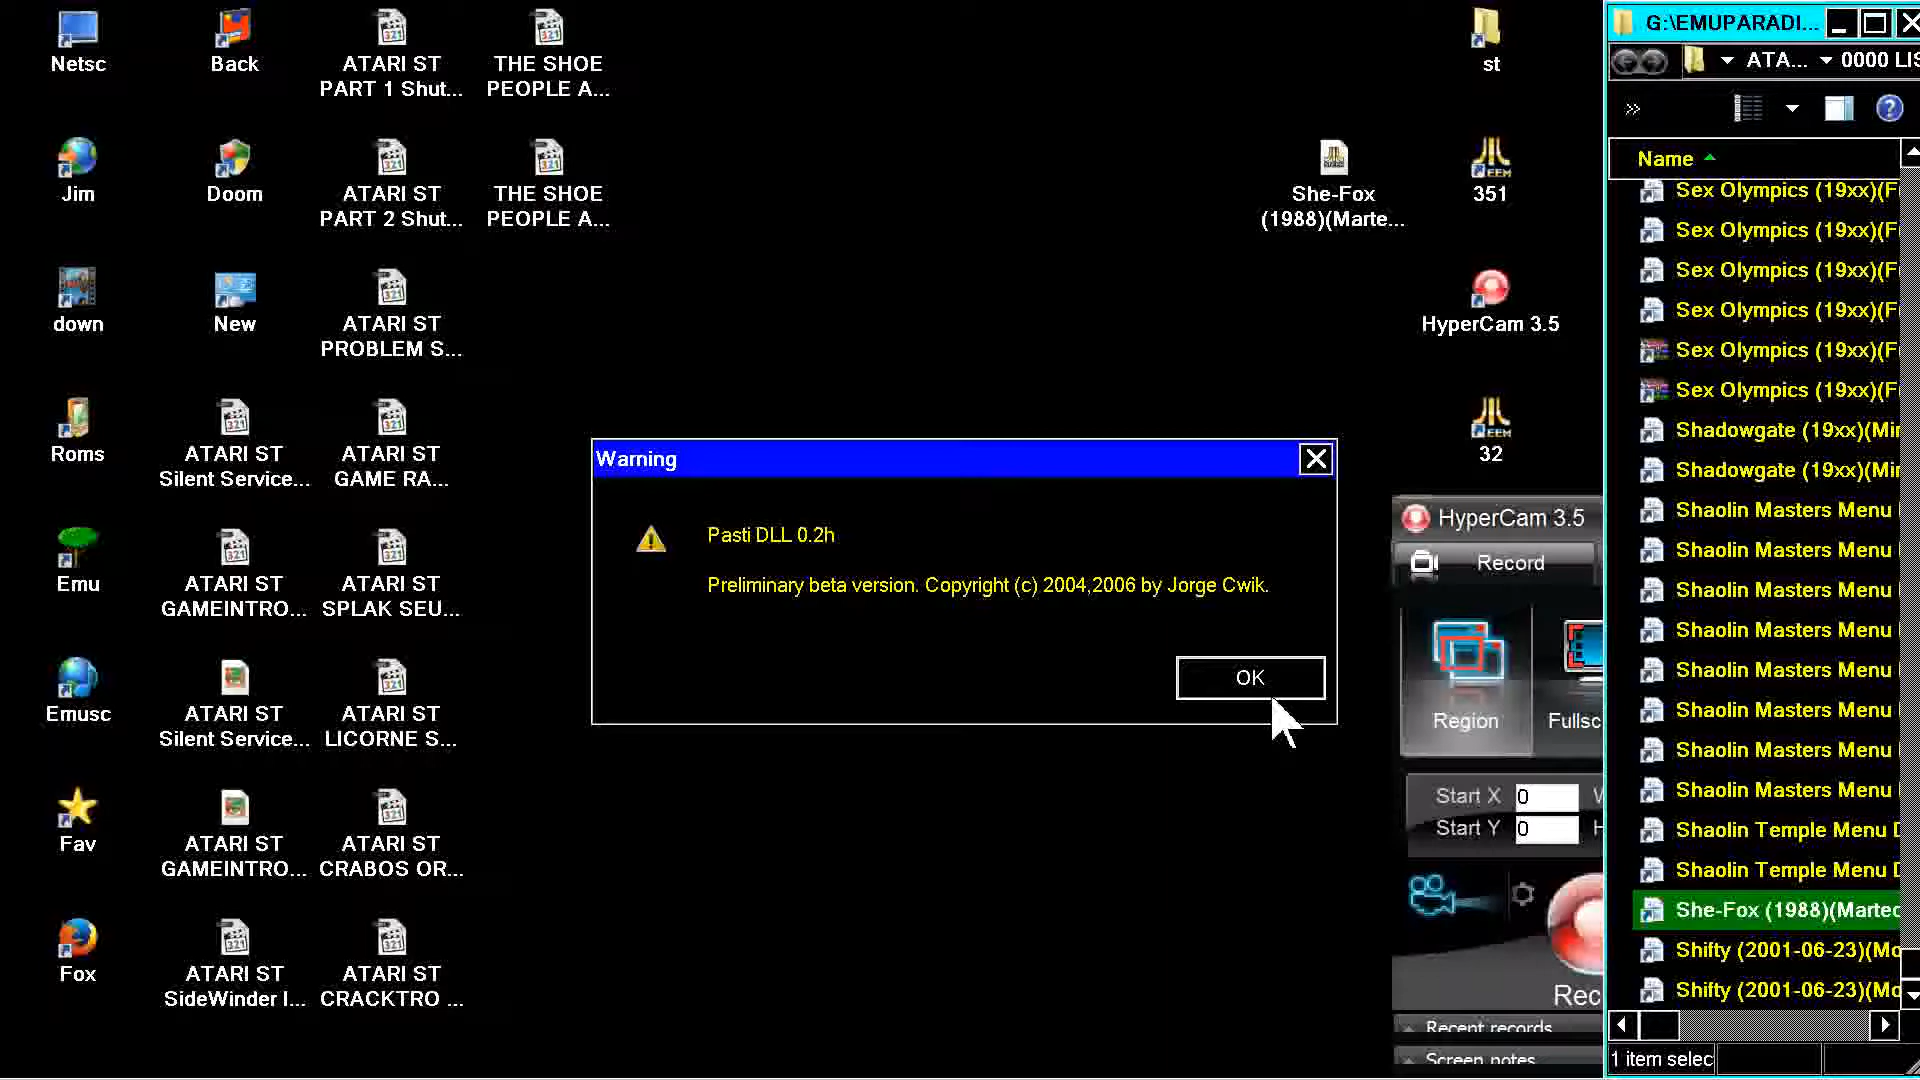 Netsc
Back
ATARI ST
PART 1 Shut...
THE SHOE
PEOPLE A...
st
Jim
Doom
ATARI ST
PART 2 Shut...
THE SHOE
PEOPLE A...
She-Fox
(1988)(Marte...
351
down
New
ATARI ST
PROBLEM S...
HyperCam 3.5
Roms
ATARI ST
Silent Service...
ATARI ST
GAME RA...
32
Emu
ATARI ST
GAMEINTRO...
ATARI ST
SPLAK SEU...
Emusc
ATARI ST
Silent Service...
ATARI ST
LICORNE S...
Fav
ATARI ST
GAMEINTRO...
ATARI ST
CRABOS OR...
Fox
ATARI ST
SideWinder I...
ATARI ST
CRACKTRO ...
Warning
Pasti DLL 0.2h
Preliminary beta version. Copyright (c) 2004,2006 by Jorge Cwik.
OK
HyperCam 3.5
Record
Region
Fullsc
Start X 0 W
Start Y 0 H
Rec
Recent records
Screen notes
G:\EMUPARADI...
ATA... 0000 LIS
Name
Sex Olympics (19xx)(F
Sex Olympics (19xx)(F
Sex Olympics (19xx)(F
Sex Olympics (19xx)(F
Sex Olympics (19xx)(F
Sex Olympics (19xx)(F
Shadowgate (19xx)(Mir
Shadowgate (19xx)(Mir
Shaolin Masters Menu
Shaolin Masters Menu
Shaolin Masters Menu
Shaolin Masters Menu
Shaolin Masters Menu
Shaolin Masters Menu
Shaolin Masters Menu
Shaolin Masters Menu
Shaolin Temple Menu D
Shaolin Temple Menu D
She-Fox (1988)(Martec
Shifty (2001-06-23)(Mo
Shifty (2001-06-23)(Mo
1 item selec